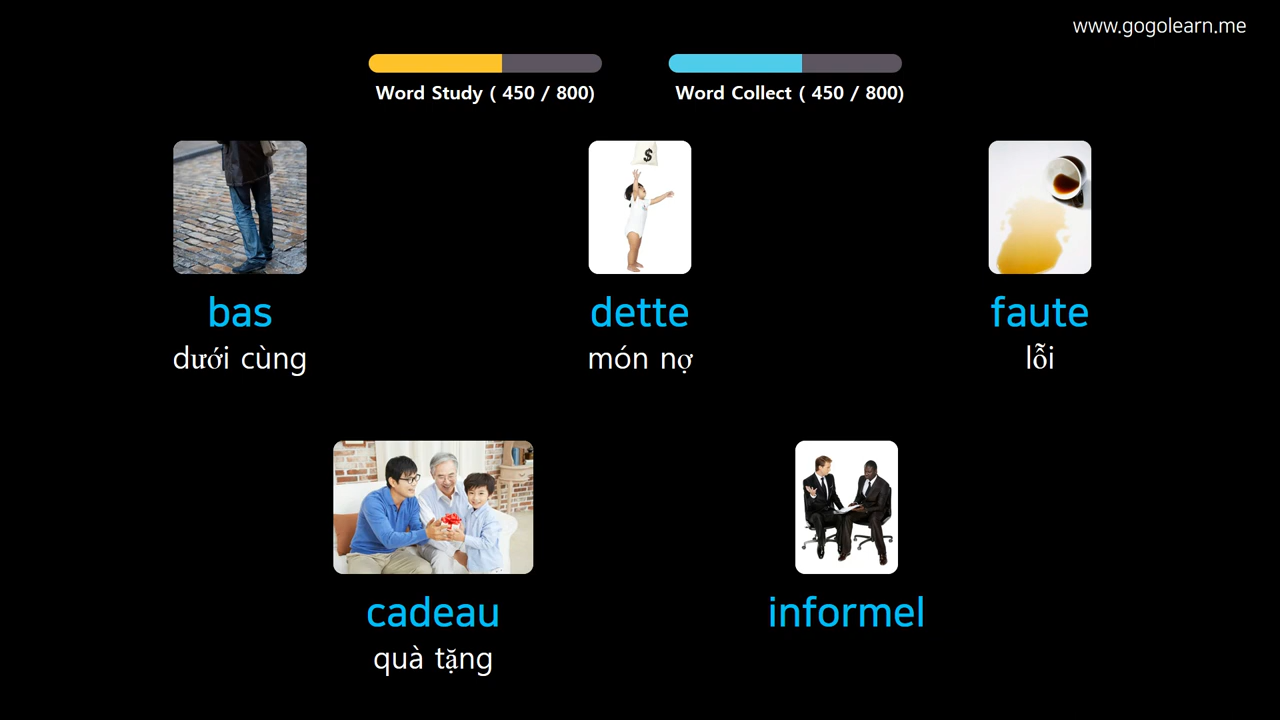 www.gogolearn.me
Word Study ( 450 / 800)
Word Collect ( 450 / 800)
$
bas
dưới cùng
dette
món nợ
faute
lỗi
cadeau
quà tặng
informel